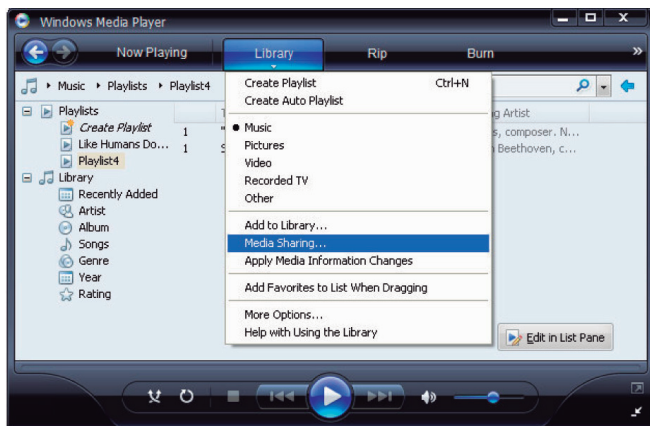 Windows Media Player
Now Playing Library Rip Burn »
Music Playlists Playlist4
Create Playlist Ctrl+N
Create Auto Playlist
Music
Pictures
Video
Recorded TV
Other
Add to Library...
Media Sharing...
Apply Media Information Changes
Add Favorites to List When Dragging
More Options...
Help with Using the Library
Playlists
Create Playlist
Like Humans Do...
Playlist4
Library
Recently Added
Artist
Album
Songs
Genre
Year
Rating
1
1
Artist
composer. N...
Beethoven, c...
Edit in List Pane